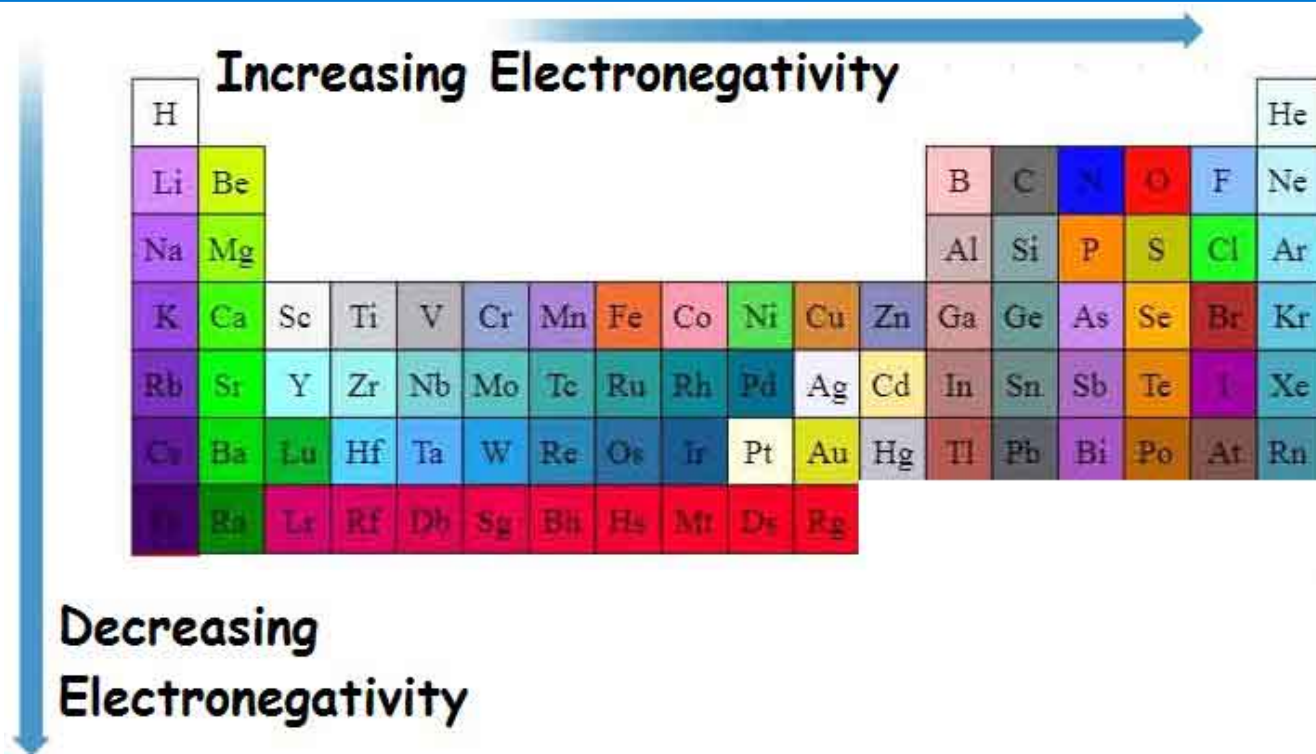 Increasing Electronegativity
H He
Li Be B C N O F Ne
Na Mg Al Si P S Cl Ar
K Ca Sc Ti V Cr Mn Fe Co Ni Cu Zn Ga Ge As Se Br Kr
Rb Sr Y Zr Nb Mo Tc Ru Rh Pd Ag Cd In Sn Sb Te I Xe
Cs Ba Lu Hf Ta W Re Os Ir Pt Au Hg Tl Pb Bi Po At Rn
Ra Lr Rf Db Sg Bh Hs Mt Ds Rg
Decreasing
Electronegativity